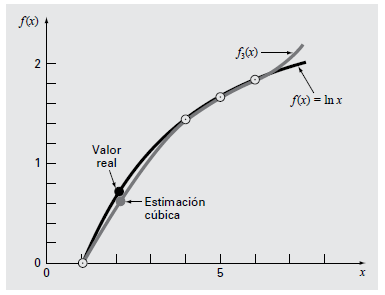 f(x)
f₃(x)
2
f(x) = ln x
Valor
real
1
Estimación
cúbica
0
0
5
x